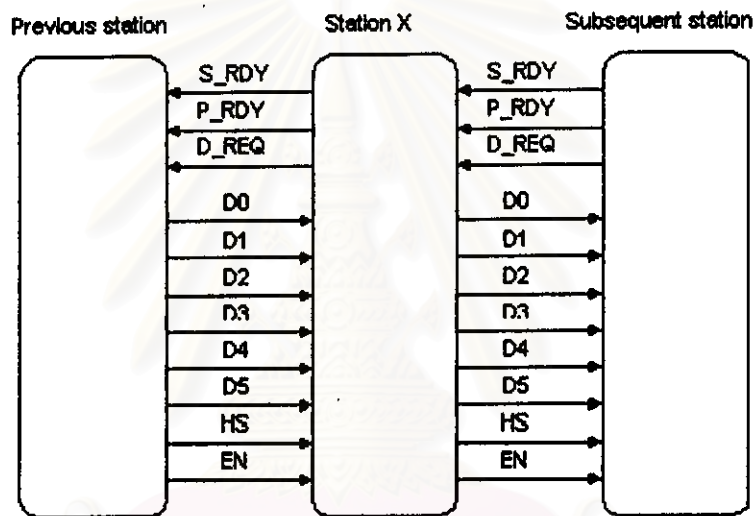 Previous station Station X Subsequent station
S_RDY S_RDY
P_RDY P_RDY
D_REQ D_REQ
D0 D0
D1 D1
D2 D2
D3 D3
D4 D4
D5 D5
HS HS
EN EN